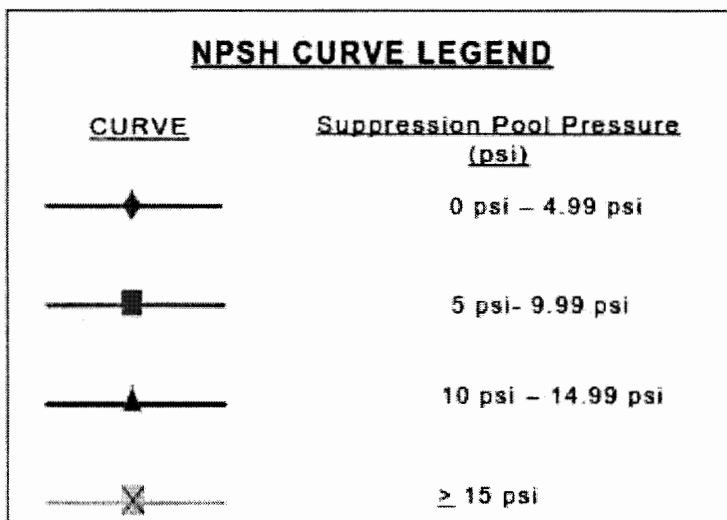 NPSH CURVE LEGEND
CURVE Suppression Pool Pressure
(psi)
0 psi – 4.99 psi
5 psi- 9.99 psi
10 psi – 14.99 psi
≥ 15 psi